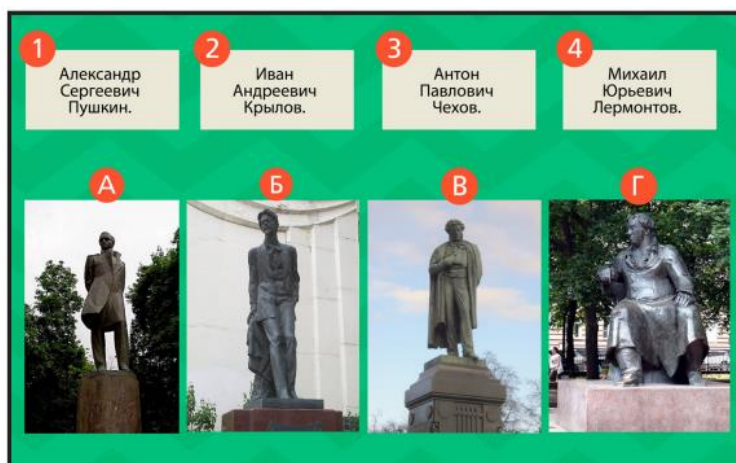 1
Александр
Сергеевич
Пушкин.
2
Иван
Андреевич
Крылов.
3
Антон
Павлович
Чехов.
4
Михаил
Юрьевич
Лермонтов.
А
Б
В
Г